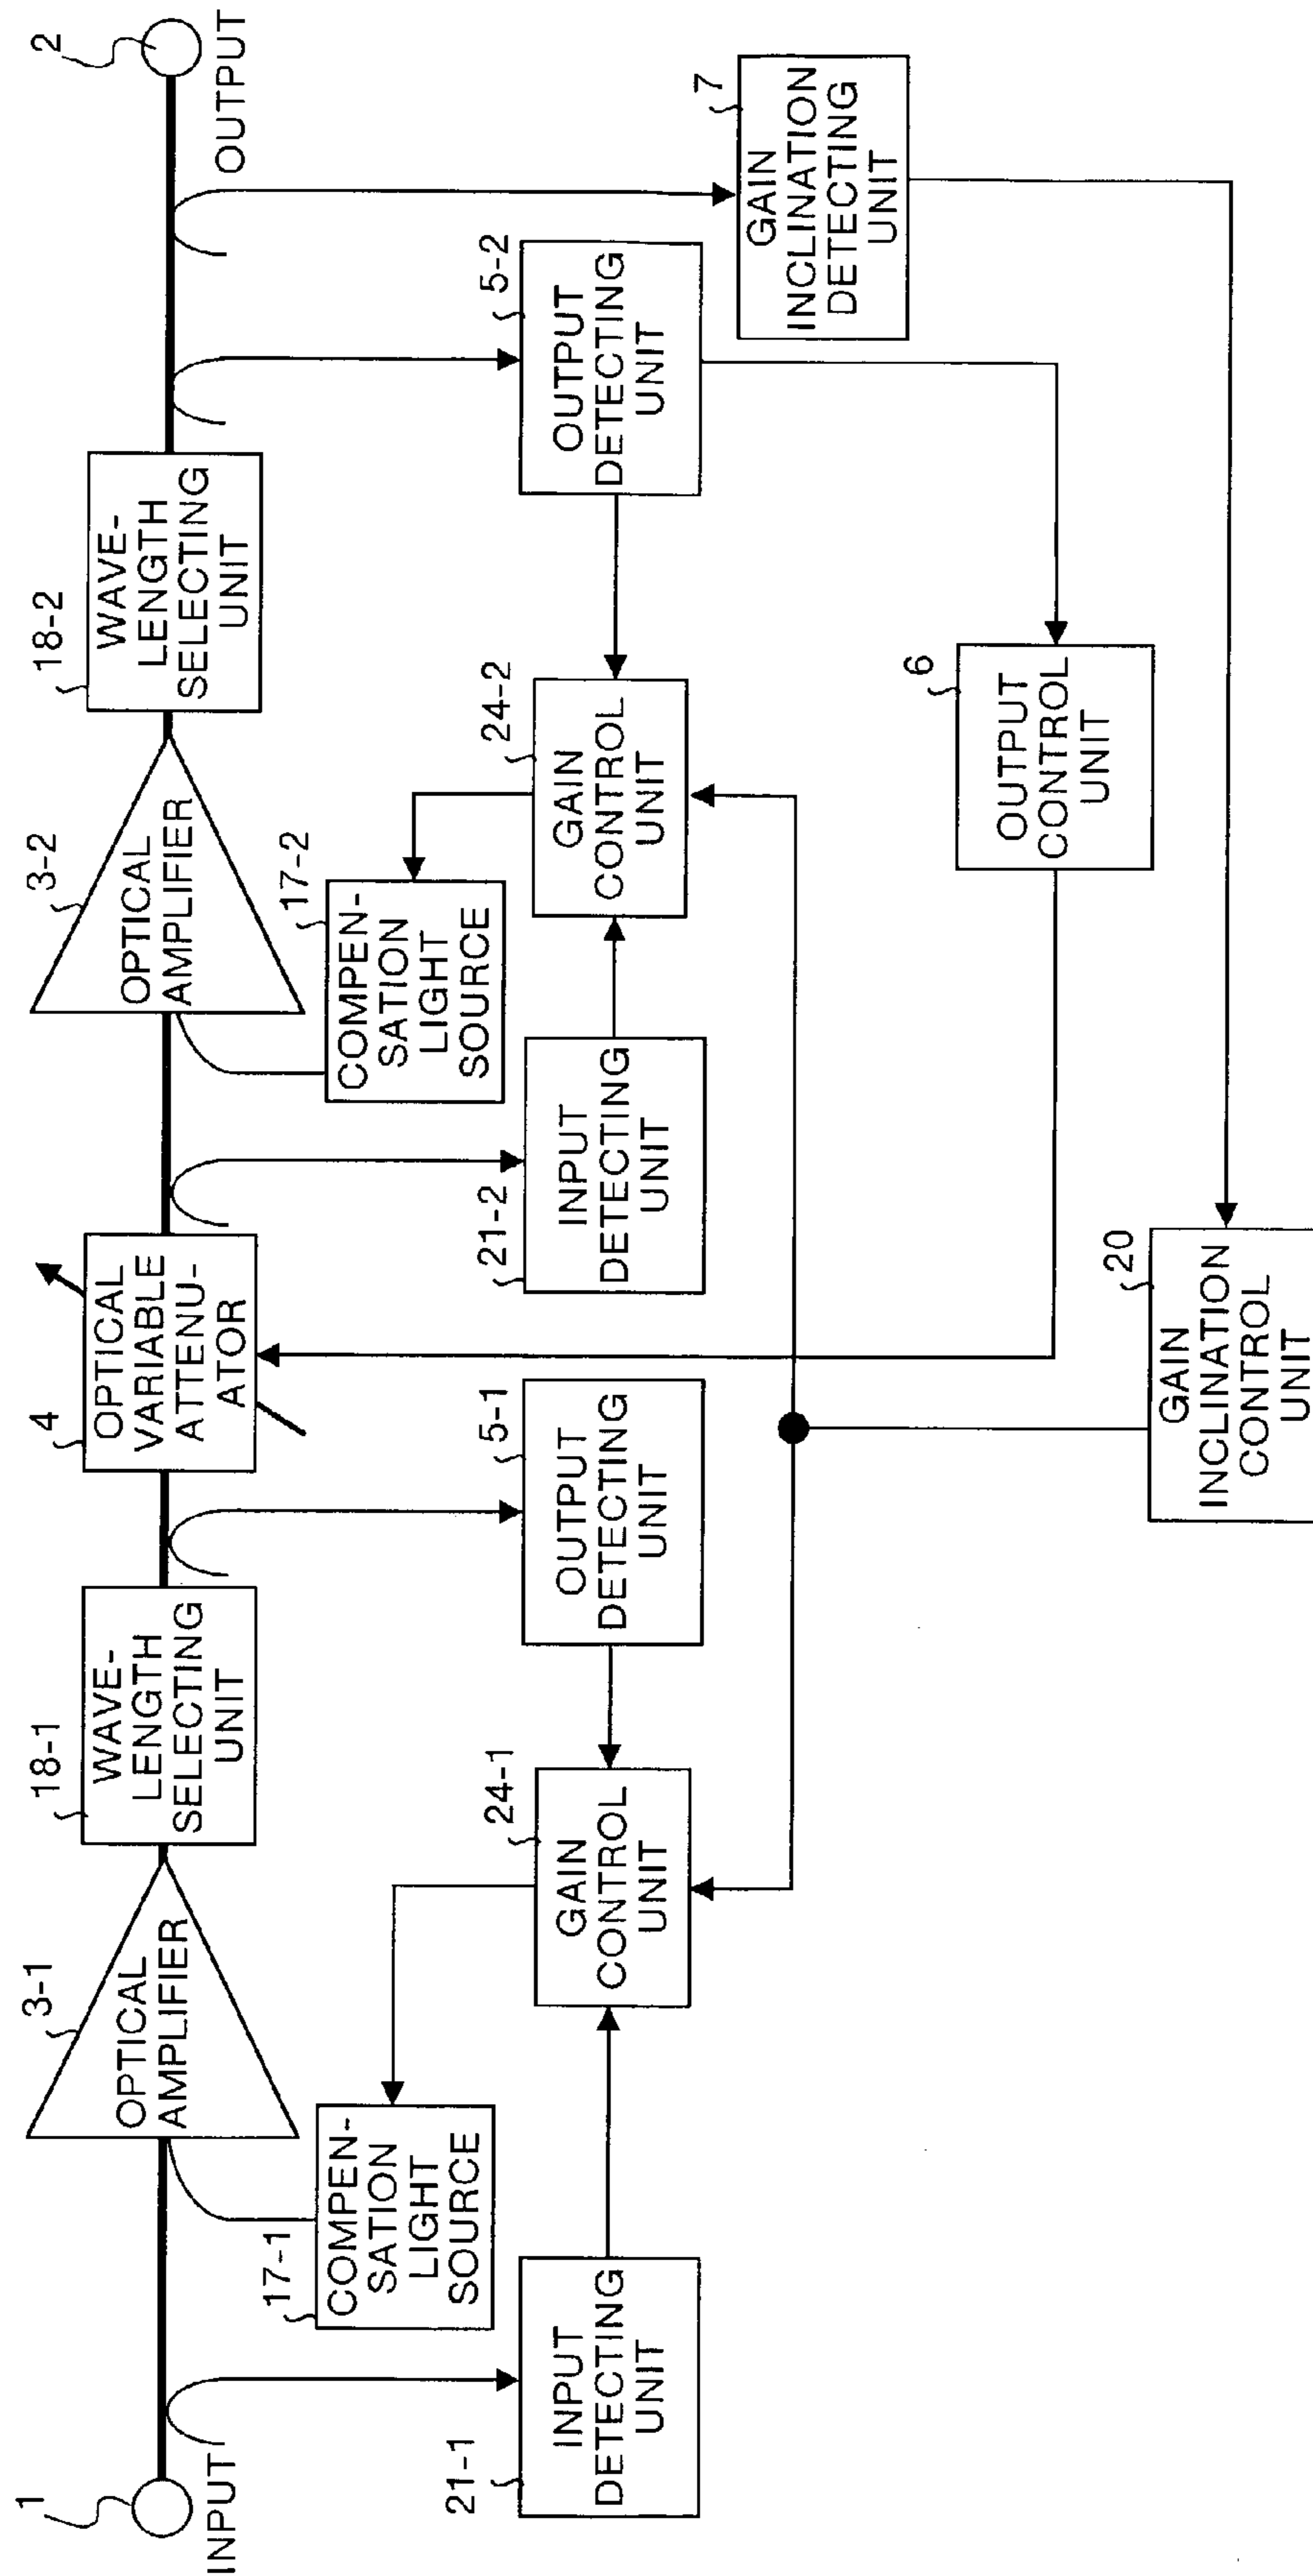 1
INPUT
3-1
OPTICAL
AMPLIFIER
18-1
WAVE-
LENGTH
SELECTING
UNIT
4
OPTICAL
VARIABLE
ATTENU-
ATOR
3-2
OPTICAL
AMPLIFIER
18-2
WAVE-
LENGTH
SELECTING
UNIT
2
OUTPUT
17-1
COMPEN-
SATION
LIGHT
SOURCE
17-2
COMPEN-
SATION
LIGHT
SOURCE
21-1
INPUT
DETECTING
UNIT
24-1
GAIN
CONTROL
UNIT
5-1
OUTPUT
DETECTING
UNIT
21-2
INPUT
DETECTING
UNIT
24-2
GAIN
CONTROL
UNIT
5-2
OUTPUT
DETECTING
UNIT
7
GAIN
INCLINATION
DETECTING
UNIT
6
OUTPUT
CONTROL
UNIT
20
GAIN
INCLINATION
CONTROL
UNIT